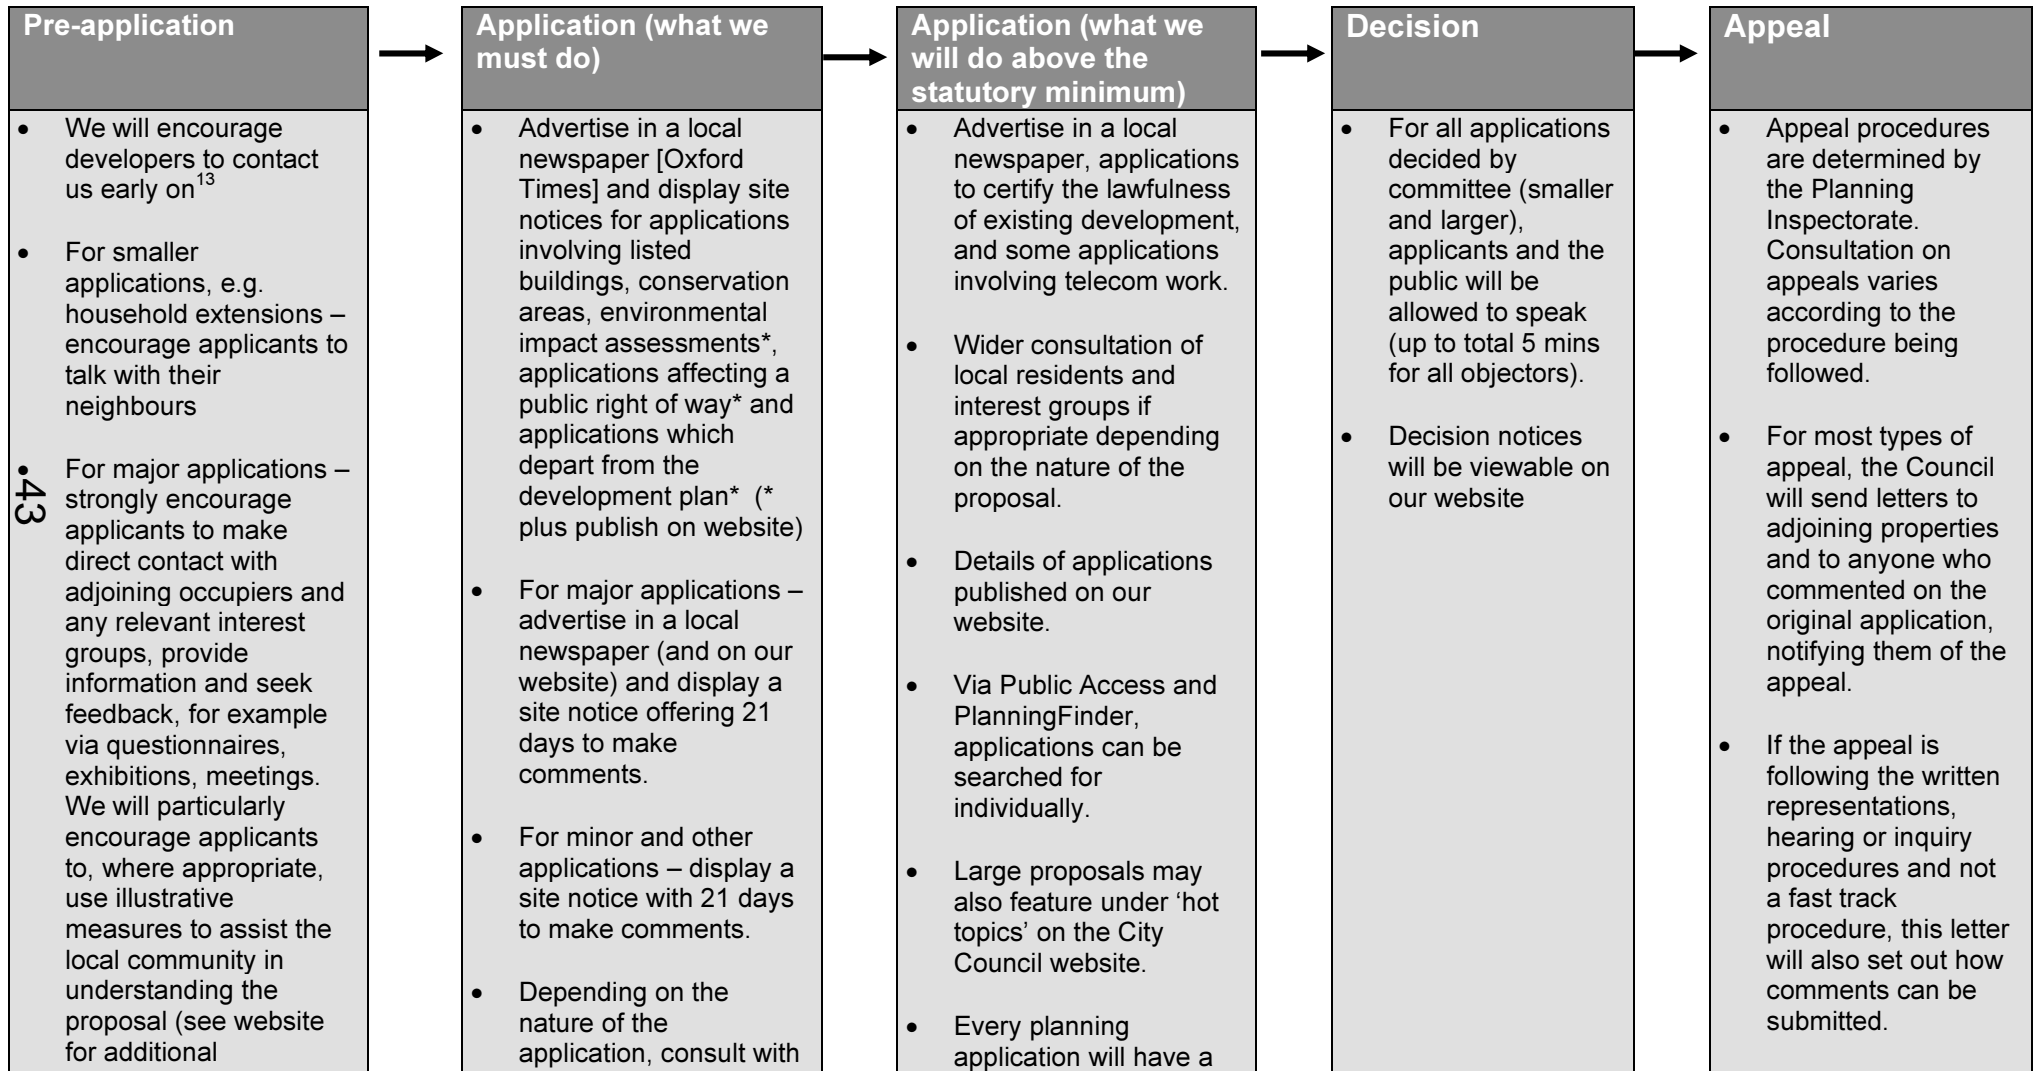 Pre-application
• We will encourage
developers to contact
us early on13
• For smaller
applications, e.g.
household extensions –
encourage applicants to
talk with their
neighbours
• For major applications –
strongly encourage
applicants to make
direct contact with
adjoining occupiers and
any relevant interest
groups, provide
information and seek
feedback, for example
via questionnaires,
exhibitions, meetings.
We will particularly
encourage applicants
to, where appropriate,
use illustrative
measures to assist the
local community in
understanding the
proposal (see website
for additional
43
Application (what we
must do)
• Advertise in a local
newspaper [Oxford
Times] and display site
notices for applications
involving listed
buildings, conservation
areas, environmental
impact assessments*,
applications affecting a
public right of way* and
applications which
depart from the
development plan* (*
plus publish on website)
• For major applications –
advertise in a local
newspaper (and on our
website) and display a
site notice offering 21
days to make
comments.
• For minor and other
applications – display a
site notice with 21 days
to make comments.
• Depending on the
nature of the
application, consult with
Application (what we
will do above the
statutory minimum)
• Advertise in a local
newspaper, applications
to certify the lawfulness
of existing development,
and some applications
involving telecom work.
• Wider consultation of
local residents and
interest groups if
appropriate depending
on the nature of the
proposal.
• Details of applications
published on our
website.
• Via Public Access and
PlanningFinder,
applications can be
searched for
individually.
• Large proposals may
also feature under ‘hot
topics’ on the City
Council website.
• Every planning
application will have a
Decision
• For all applications
decided by
committee (smaller
and larger),
applicants and the
public will be
allowed to speak
(up to total 5 mins
for all objectors).
• Decision notices
will be viewable on
our website
Appeal
• Appeal procedures
are determined by
the Planning
Inspectorate.
Consultation on
appeals varies
according to the
procedure being
followed.
• For most types of
appeal, the Council
will send letters to
adjoining properties
and to anyone who
commented on the
original application,
notifying them of the
appeal.
• If the appeal is
following the written
representations,
hearing or inquiry
procedures and not
a fast track
procedure, this letter
will also set out how
comments can be
submitted.